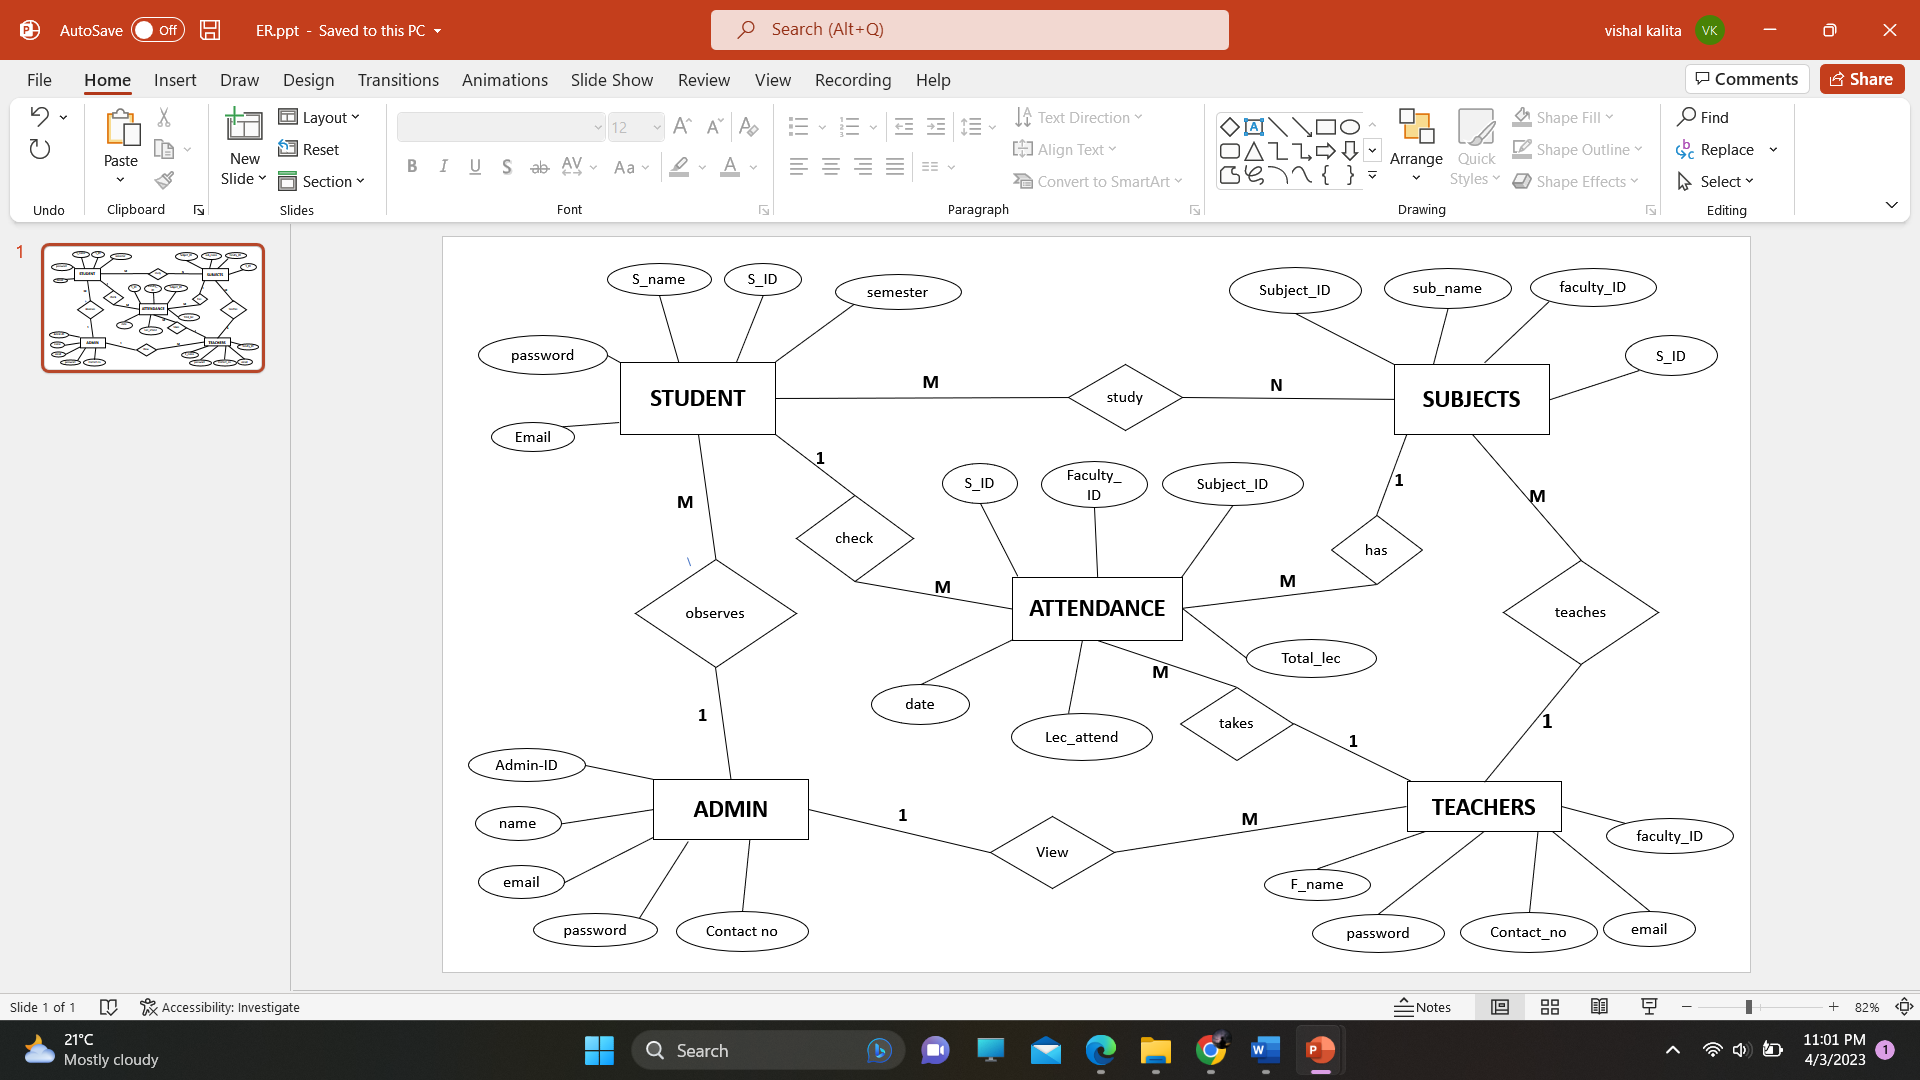 AutoSave Off ER.ppt - Saved to this PC Search (Alt+Q) vishal kalita VK
File Home Insert Draw Design Transitions Animations Slide Show Review View Recording Help Comments Share
Undo
Paste
Clipboard
New
Slide
Layout
Reset
Section
Slides
12
B I U S ab AV Aa A
Font
Text Direction
Align Text
Convert to SmartArt
Paragraph
Arrange
Quick
Styles
Shape Fill
Shape Outline
Shape Effects
Drawing
Find
Replace
Select
Editing
1
S_name
S_ID
semester
password
Email
STUDENT
M
study
N
Subject_ID
sub_name
faculty_ID
S_ID
SUBJECTS
1
check
M
M
observes
1
S_ID
Faculty_
ID
Subject_ID
ATTENDANCE
1
has
M
M
teaches
1
Total_lec
date
Lec_attend
M
takes
1
Admin-ID
name
email
password
Contact no
ADMIN
1
View
M
TEACHERS
faculty_ID
F_name
password
Contact_no
email
Slide 1 of 1 Accessibility: Investigate Notes 82%
21°C
Mostly cloudy
Search
11:01 PM
4/3/2023
1